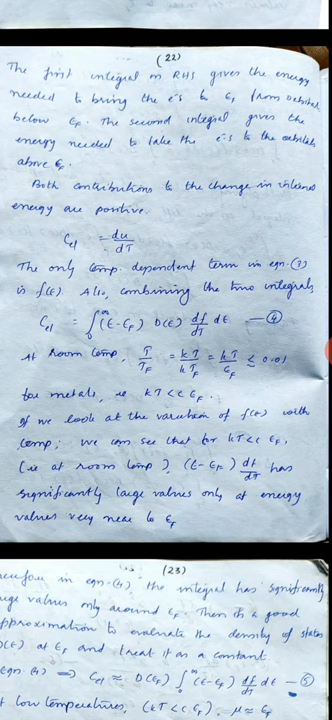 (22)
The first integral on RHS gives the energy
needed to bring the e⁻s to ϵF from orbital
below ϵF. The second integral gives the
energy needed to take the e⁻s to the orbitals
above ϵF.
Both contributions to the change in internal
energy are positive.
Cel = du/dT
The only temp. dependent term in eqn. (3)
is f(ϵ) Also, combining the two integrals,
Cel = ∫₀^∞ (ϵ-ϵF) D(ϵ) df/dT dϵ —④
At room temp, T/TF = kT/kTF = kT/ϵF ≤ 0.01
for metals, ie kT << ϵF.
If we look at the variation of f(ϵ) with
temp; we can see that for kT << ϵF,
(ie at room temp), (ϵ-ϵF) df/dT has
significantly large values only at energy
values very near to ϵF
(23)
in eqn-(4) the integral has significantly
values only around ϵF. Then its a good
pproximation to evaluate the density of states
D(ϵ) at ϵF and treat it as a constant.
eqn. (4) ⟹ Cel ≈ D(ϵF) ∫₀^∞ (ϵ-ϵF) df/dT dϵ —⑤
t low temperatures, (kT << ϵF), μ ≈ ϵF